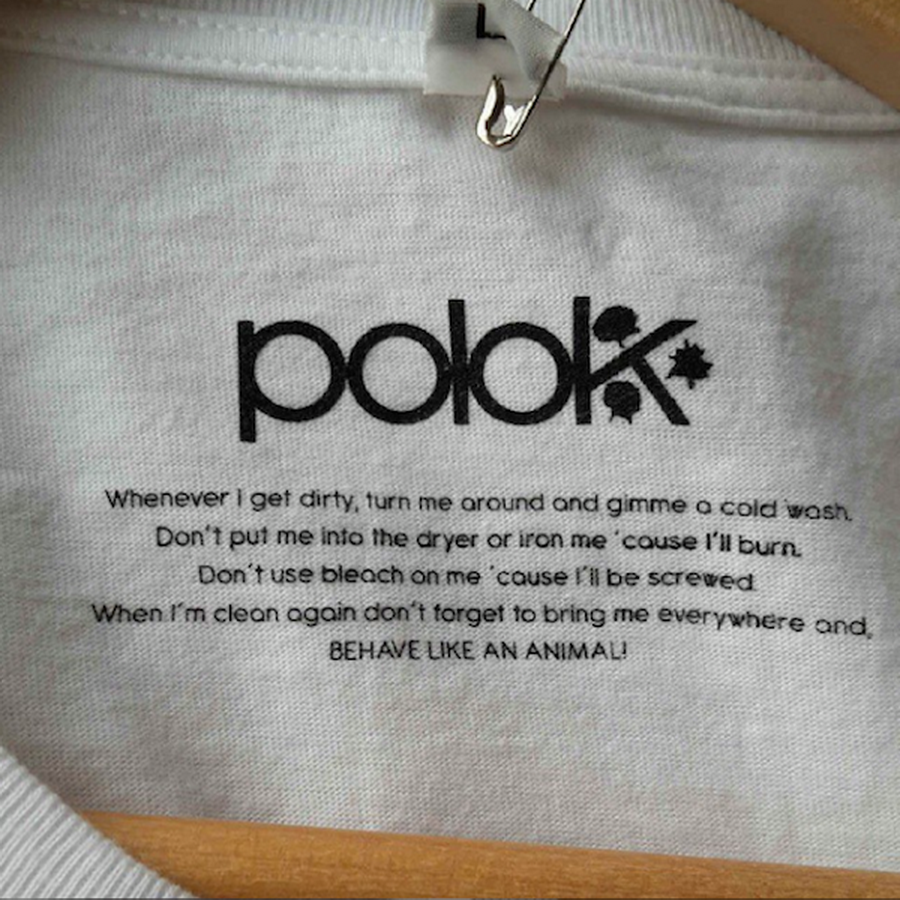 L
polok
Whenever I get dirty, turn me around and gimme a cold wash.
Don't put me into the dryer or iron me 'cause I'll burn.
Don't use bleach on me 'cause I'll be screwed.
When I'm clean again don't forget to bring me everywhere and,
BEHAVE LIKE AN ANIMAL!